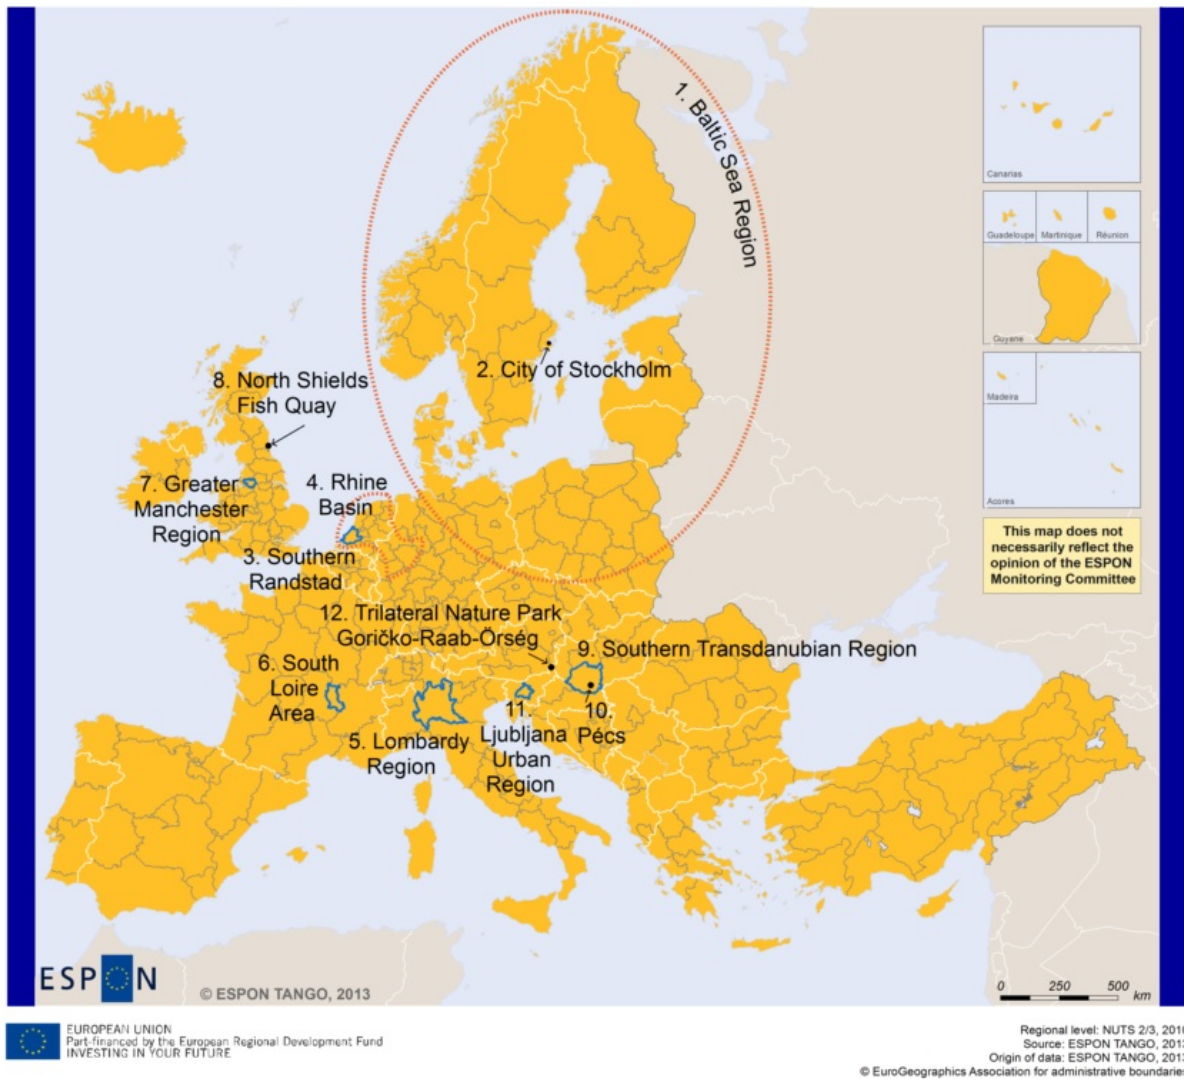 1. Baltic Sea Region
Canarias
Guadeloupe
Martinique
Réunion
Guyane
Madeira
Acores
2. City of Stockholm
8. North Shields
Fish Quay
7. Greater
Manchester
Region
4. Rhine
Basin
3. Southern
Randstad
This map does not
necessarily reflect the
opinion of the ESPON
Monitoring Committee
12. Trilateral Nature Park
Goričko-Raab-Örség
9. Southern Transdanubian Region
6. South
Loire
Area
5. Lombardy
Region
11.
Ljubljana
Urban
Region
10.
Pécs
ESPON
© ESPON TANGO, 2013
0 250 500
km
EUROPEAN UNION
Part-financed by the European Regional Development Fund
INVESTING IN YOUR FUTURE
Regional level: NUTS 2/3, 2010
Source: ESPON TANGO, 2013
Origin of data: ESPON TANGO, 2013
© EuroGeographics Association for administrative boundaries